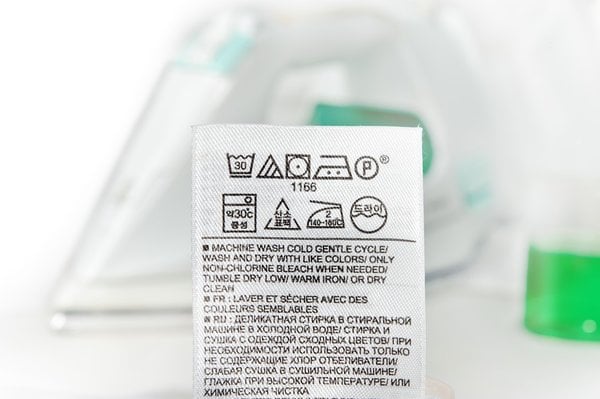 30 P ®
1166
약30℃ 중성 산소 표백 2 140-160℃ 드라이
■ MACHINE WASH COLD GENTLE CYCLE/
WASH AND DRY WITH LIKE COLORS/ ONLY
NON-CHLORINE BLEACH WHEN NEEDED/
TUMBLE DRY LOW/ WARM IRON/ OR DRY
CLEAN
■ FR : LAVER ET SÉCHER AVEC DES
COULEURS SEMBLABLES
■ RU : ДЕЛИКАТНАЯ СТИРКА В СТИРАЛЬНОЙ
МАШИНЕ В ХОЛОДНОЙ ВОДЕ/ СТИРКА И
СУШКА С ОДЕЖДОЙ СХОДНЫХ ЦВЕТОВ/ ПРИ
НЕОБХОДИМОСТИ ИСПОЛЬЗОВАТЬ ТОЛЬКО
НЕ СОДЕРЖАЩИЕ ХЛОР ОТБЕЛИВАТЕЛИ/
СЛАБАЯ СУШКА В СУШИЛЬНОЙ МАШИНЕ/
ГЛАЖКА ПРИ ВЫСОКОЙ ТЕМПЕРАТУРЕ/ ИЛИ
ХИМИЧЕСКАЯ ЧИСТКА